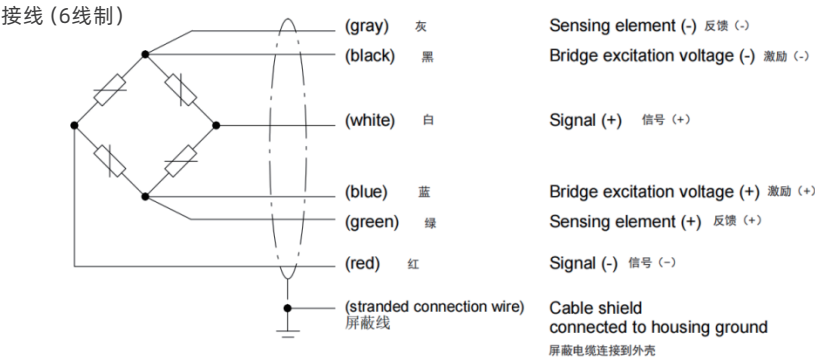 接线 (6线制)
(gray) 灰 Sensing element (-) 反馈（-）
(black) 黑 Bridge excitation voltage (-) 激励（-）
(white) 白 Signal (+) 信号（+）
(blue) 蓝 Bridge excitation voltage (+) 激励（+）
(green) 绿 Sensing element (+) 反馈（+）
(red) 红 Signal (-) 信号（-）
(stranded connection wire) Cable shield
屏蔽线 connected to housing ground
屏蔽电缆连接到外壳